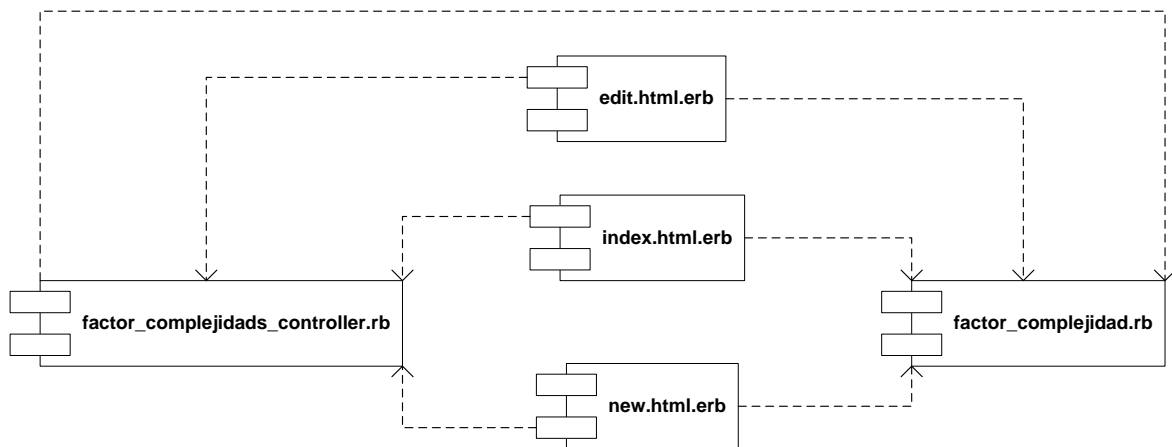 edit.html.erb
index.html.erb
factor_complejidads_controller.rb
factor_complejidad.rb
new.html.erb